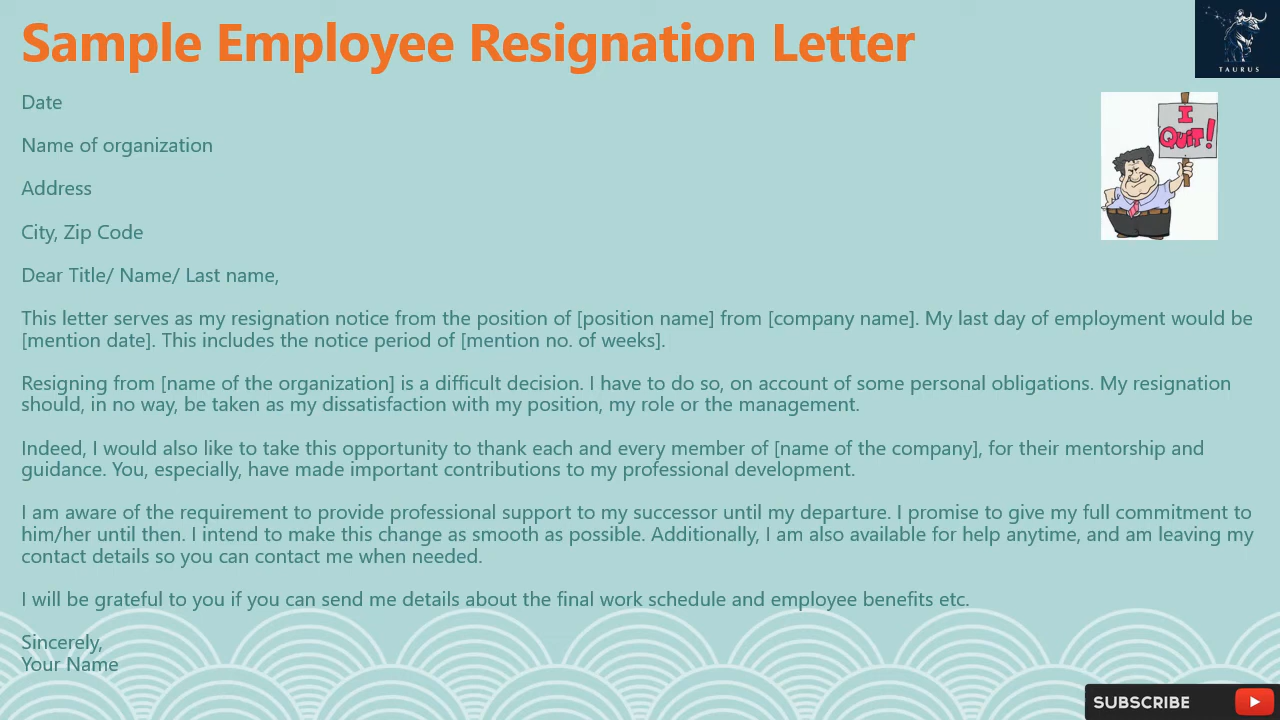 Sample Employee Resignation Letter
TAURUS
Date
I
QUIT!
Name of organization
Address
City, Zip Code
Dear Title/ Name/ Last name,
This letter serves as my resignation notice from the position of [position name] from [company name]. My last day of employment would be
[mention date]. This includes the notice period of [mention no. of weeks].
Resigning from [name of the organization] is a difficult decision. I have to do so, on account of some personal obligations. My resignation
should, in no way, be taken as my dissatisfaction with my position, my role or the management.
Indeed, I would also like to take this opportunity to thank each and every member of [name of the company], for their mentorship and
guidance. You, especially, have made important contributions to my professional development.
I am aware of the requirement to provide professional support to my successor until my departure. I promise to give my full commitment to
him/her until then. I intend to make this change as smooth as possible. Additionally, I am also available for help anytime, and am leaving my
contact details so you can contact me when needed.
I will be grateful to you if you can send me details about the final work schedule and employee benefits etc.
Sincerely,
Your Name
SUBSCRIBE